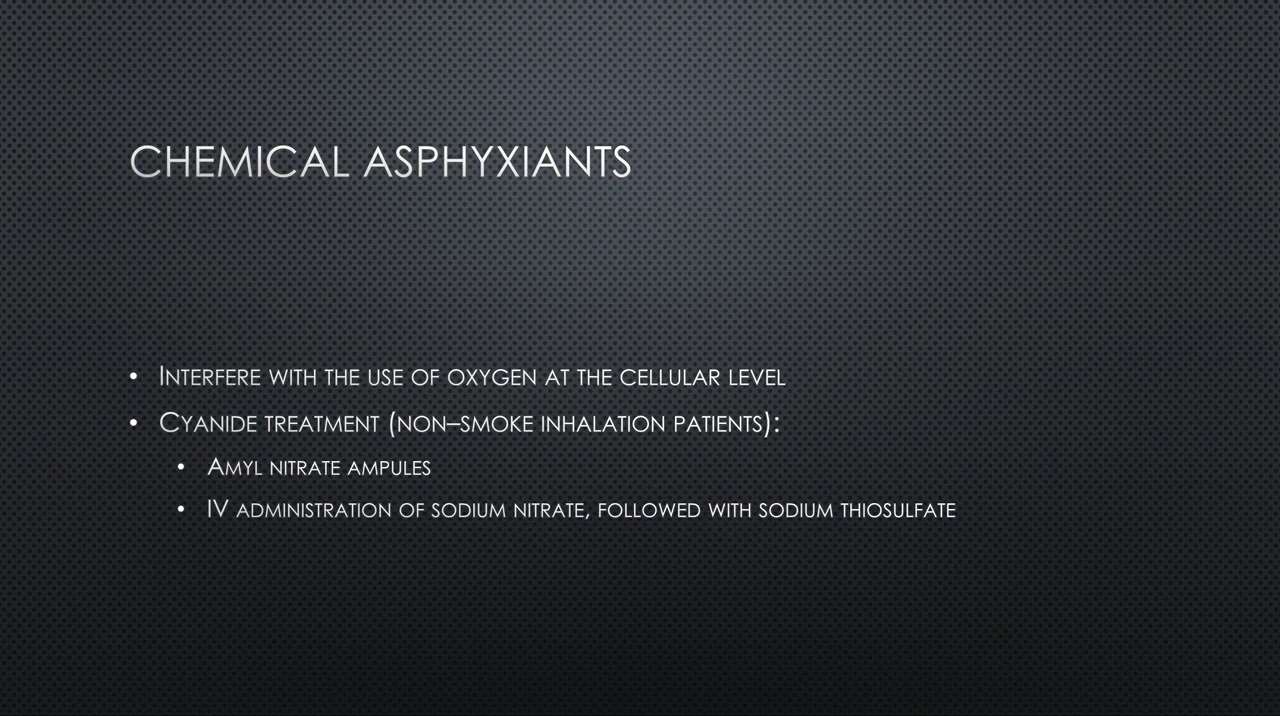 CHEMICAL ASPHYXIANTS
• INTERFERE WITH THE USE OF OXYGEN AT THE CELLULAR LEVEL
• CYANIDE TREATMENT (NON–SMOKE INHALATION PATIENTS):
• AMYL NITRATE AMPULES
• IV ADMINISTRATION OF SODIUM NITRATE, FOLLOWED WITH SODIUM THIOSULFATE